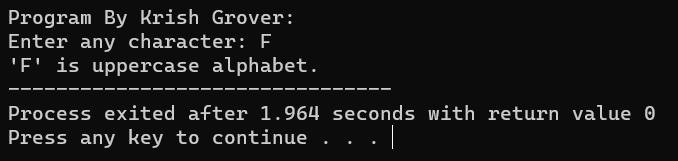 Program By Krish Grover:
Enter any character: F
'F' is uppercase alphabet.
--------------------------------
Process exited after 1.964 seconds with return value 0
Press any key to continue . . .